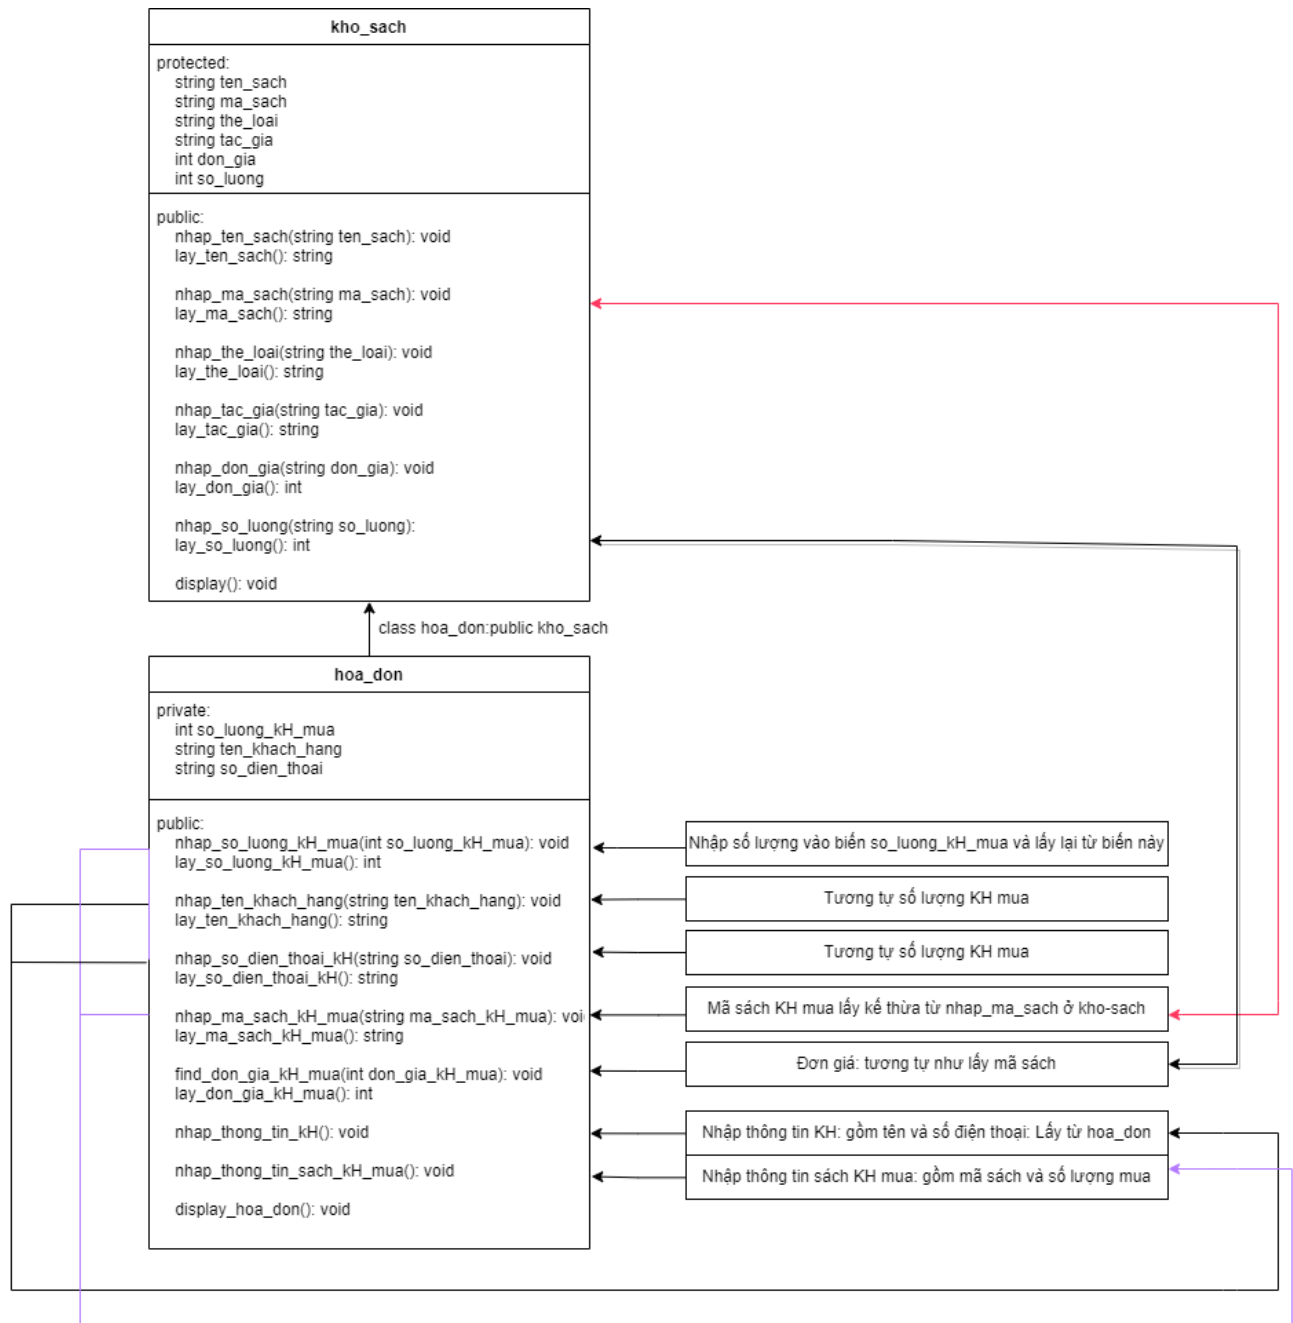 kho_sach
protected:
string ten_sach
string ma_sach
string the_loai
string tac_gia
int don_gia
int so_luong
public:
nhap_ten_sach(string ten_sach): void
lay_ten_sach(): string
nhap_ma_sach(string ma_sach): void
lay_ma_sach(): string
nhap_the_loai(string the_loai): void
lay_the_loai(): string
nhap_tac_gia(string tac_gia): void
lay_tac_gia(): string
nhap_don_gia(string don_gia): void
lay_don_gia(): int
nhap_so_luong(string so_luong):
lay_so_luong(): int
display(): void
class hoa_don:public kho_sach
hoa_don
private:
int so_luong_kH_mua
string ten_khach_hang
string so_dien_thoai
public:
nhap_so_luong_kH_mua(int so_luong_kH_mua): void
lay_so_luong_kH_mua(): int
nhap_ten_khach_hang(string ten_khach_hang): void
lay_ten_khach_hang(): string
nhap_so_dien_thoai_kH(string so_dien_thoai): void
lay_so_dien_thoai_kH(): string
nhap_ma_sach_kH_mua(string ma_sach_kH_mua): voi
lay_ma_sach_kH_mua(): string
find_don_gia_kH_mua(int don_gia_kH_mua): void
lay_don_gia_kH_mua(): int
nhap_thong_tin_kH(): void
nhap_thong_tin_sach_kH_mua(): void
display_hoa_don(): void
Nhập số lượng vào biến so_luong_kH_mua và lấy lại từ biến này
Tương tự số lượng KH mua
Tương tự số lượng KH mua
Mã sách KH mua lấy kế thừa từ nhap_ma_sach ở kho-sach
Đơn giá: tương tự như lấy mã sách
Nhập thông tin KH: gồm tên và số điện thoại: Lấy từ hoa_don
Nhập thông tin sách KH mua: gồm mã sách và số lượng mua